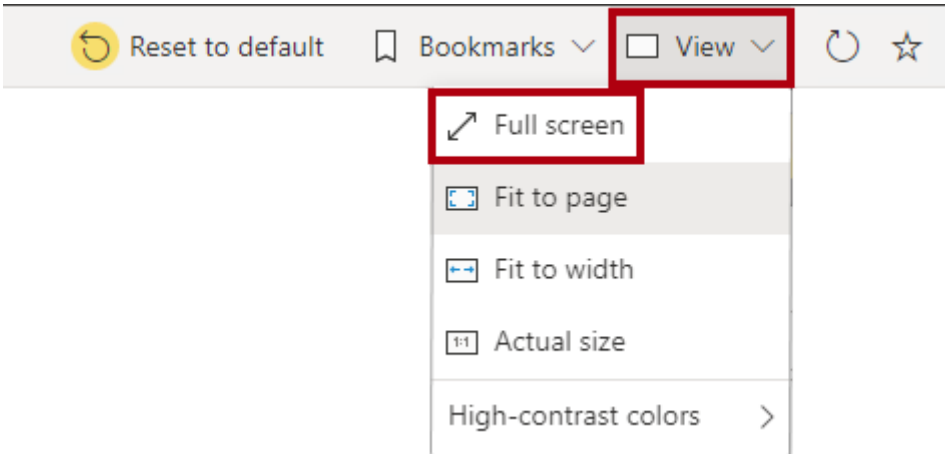 Reset to default Bookmarks View
Full screen
Fit to page
Fit to width
1:1 Actual size
High-contrast colors